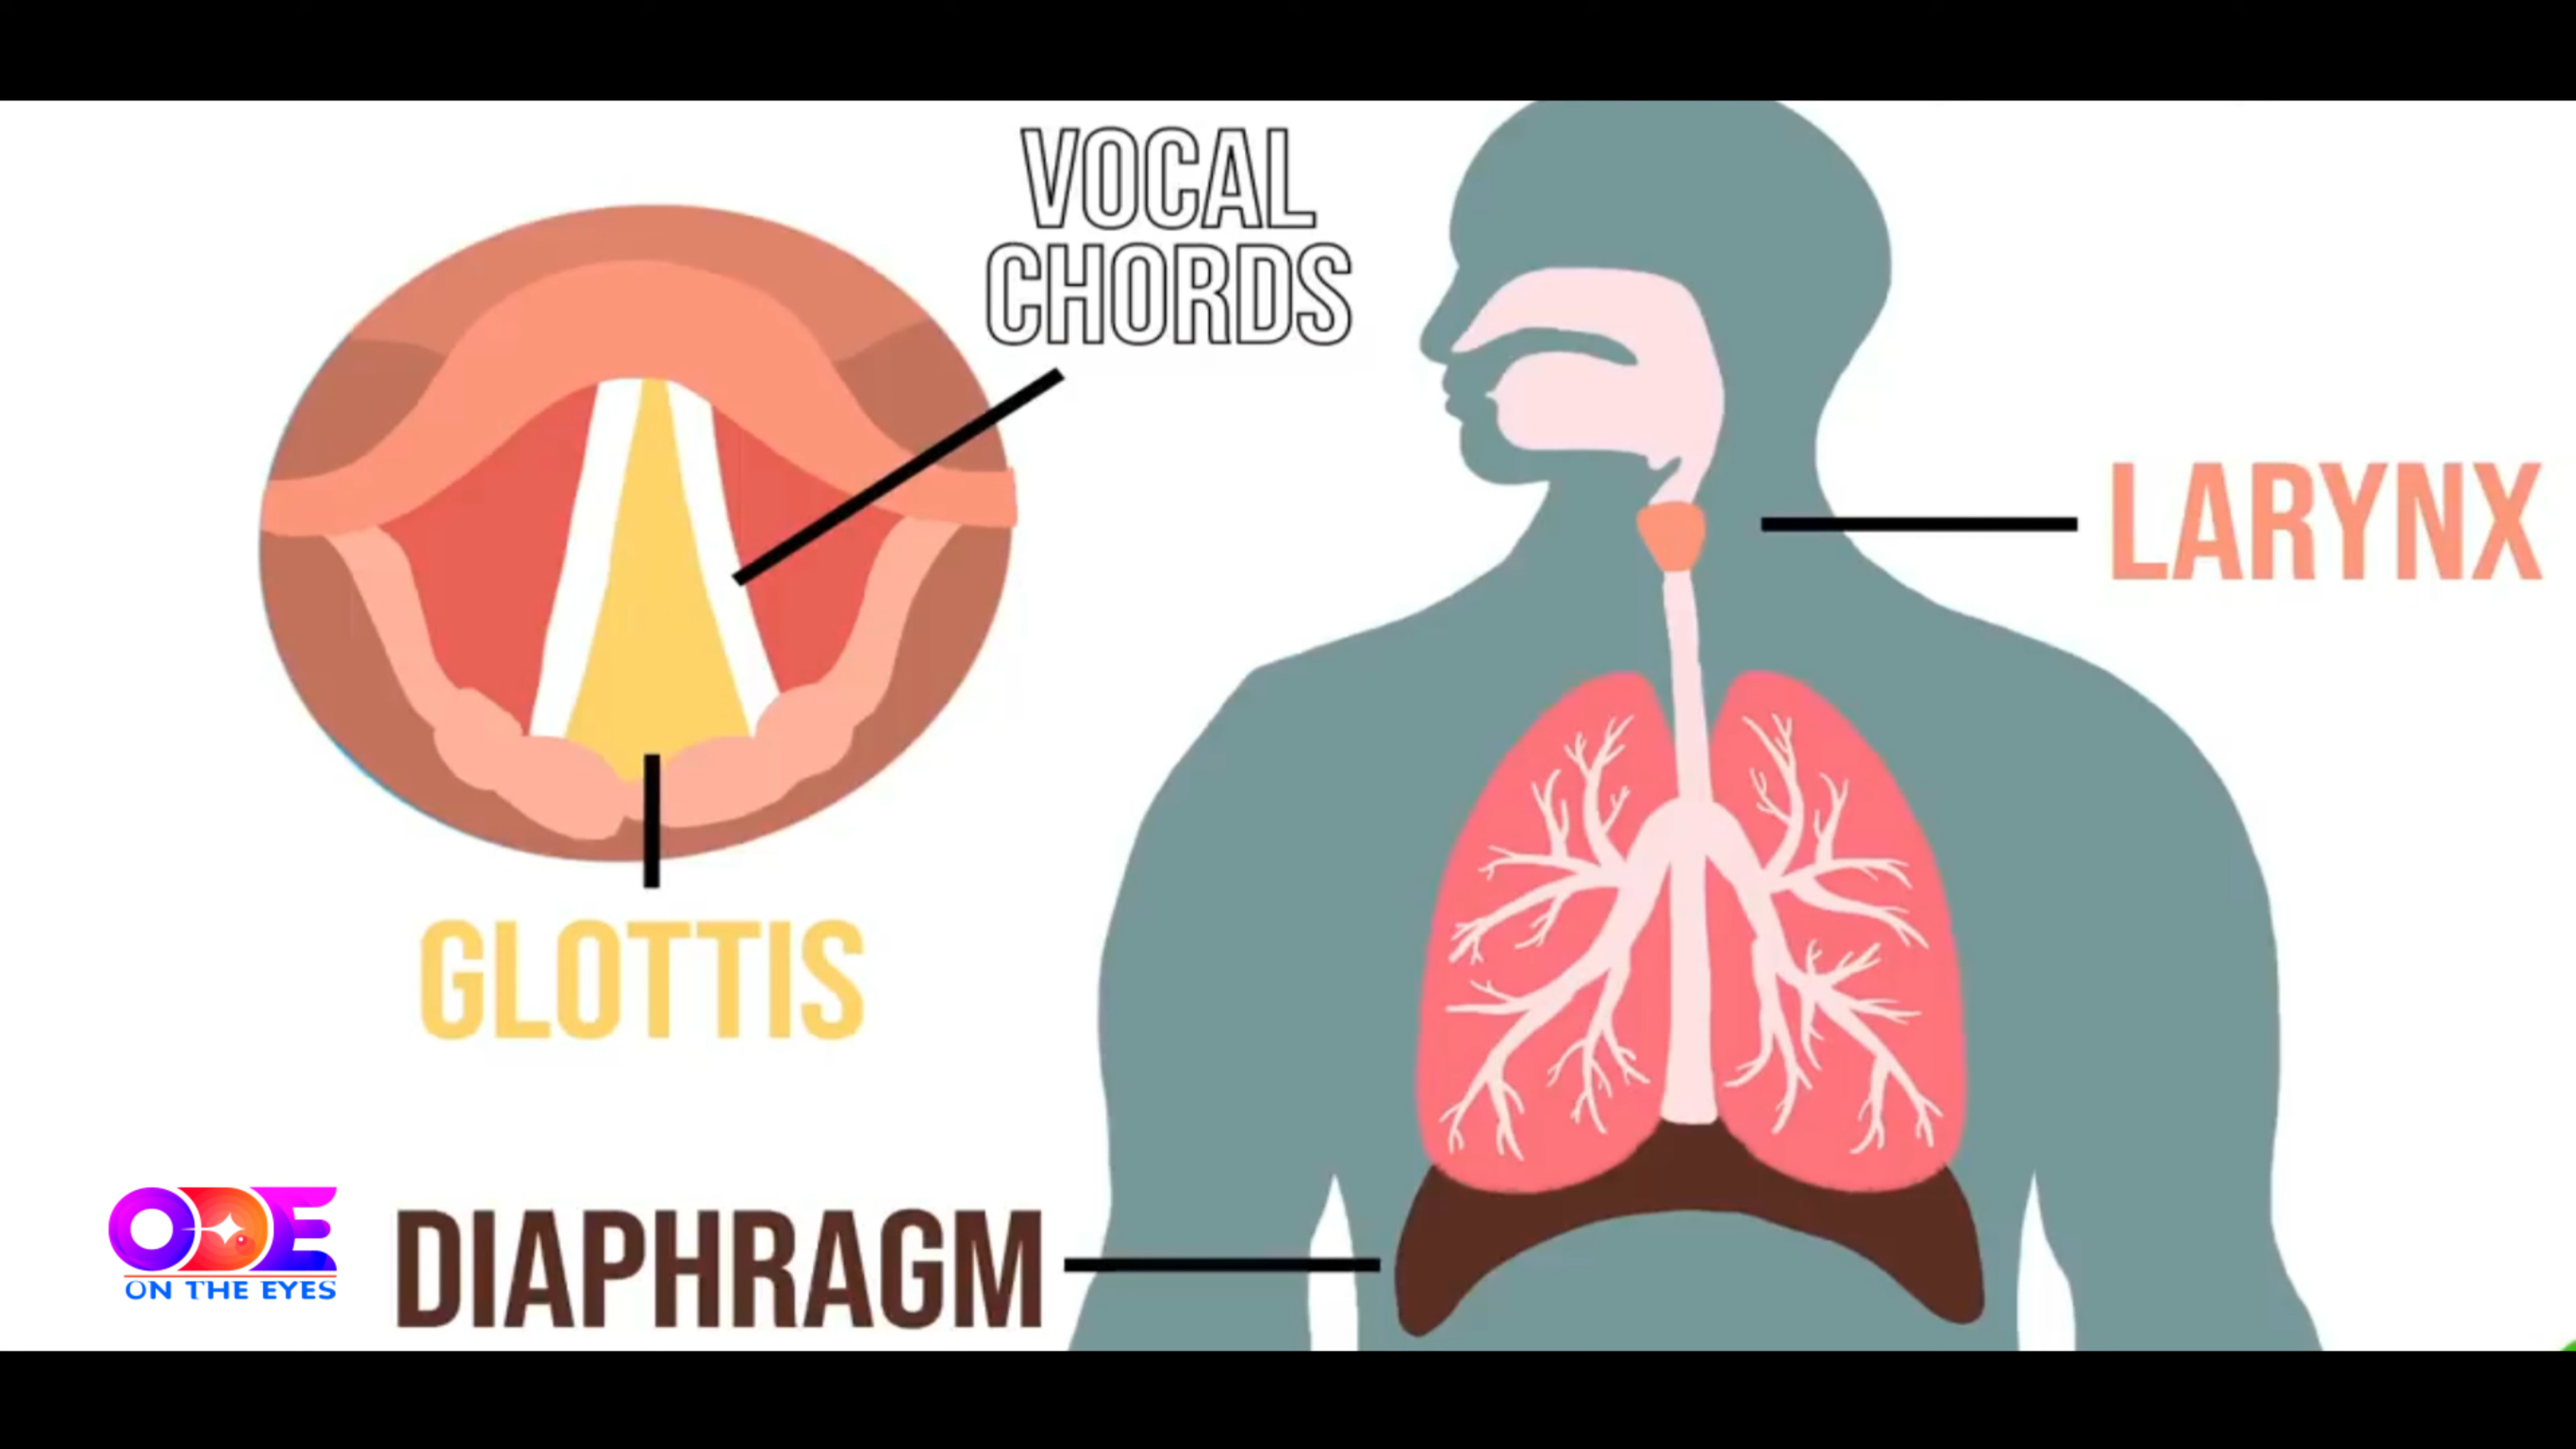 VOCAL
CHORDS
LARYNX
GLOTTIS
DIAPHRAGM
ODE
ON THE EYES